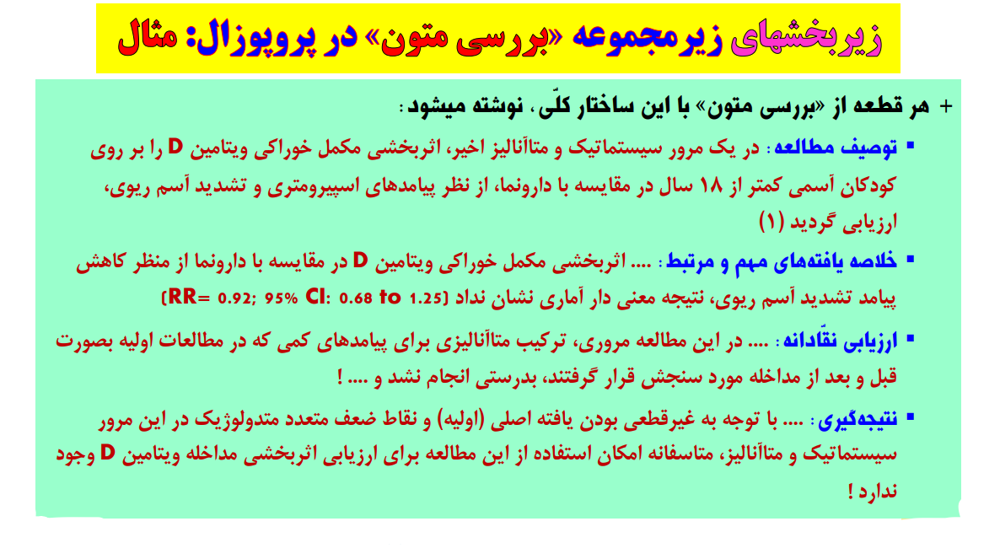 زیربخشهای زیرمجموعه «بررسی متون» در پروپوزال: مثال
+ هر قطعه از «بررسی متون» با این ساختار کلّی، نوشته میشود :
▪ توصیف مطالعه : در یک مرور سیستماتیک و متاآنالیز اخیر، اثربخشی مکمل خوراکی ویتامین D را بر روی
کودکان آسمی کمتر از ۱۸ سال در مقایسه با دارونما، از نظر پیامدهای اسپیرومتری و تشدید آسم ریوی،
ارزیابی گردید (۱)
▪ خلاصه یافته‌های مهم و مرتبط : .... اثربخشی مکمل خوراکی ویتامین D در مقایسه با دارونما از منظر کاهش
پیامد تشدید آسم ریوی، نتیجه معنی دار آماری نشان نداد (RR= 0.92; 95% CI: 0.68 to 1.25)
▪ ارزیابی نقّادانه : .... در این مطالعه مروری، ترکیب متاآنالیزی برای پیامدهای کمی که در مطالعات اولیه بصورت
قبل و بعد از مداخله مورد سنجش قرار گرفتند، بدرستی انجام نشد و .... !
▪ نتیجه‌گیری : .... با توجه به غیرقطعی بودن یافته اصلی (اولیه) و نقاط ضعف متعدد متدولوژیک در این مرور
سیستماتیک و متاآنالیز، متاسفانه امکان استفاده از این مطالعه برای ارزیابی اثربخشی مداخله ویتامین D وجود
ندارد !